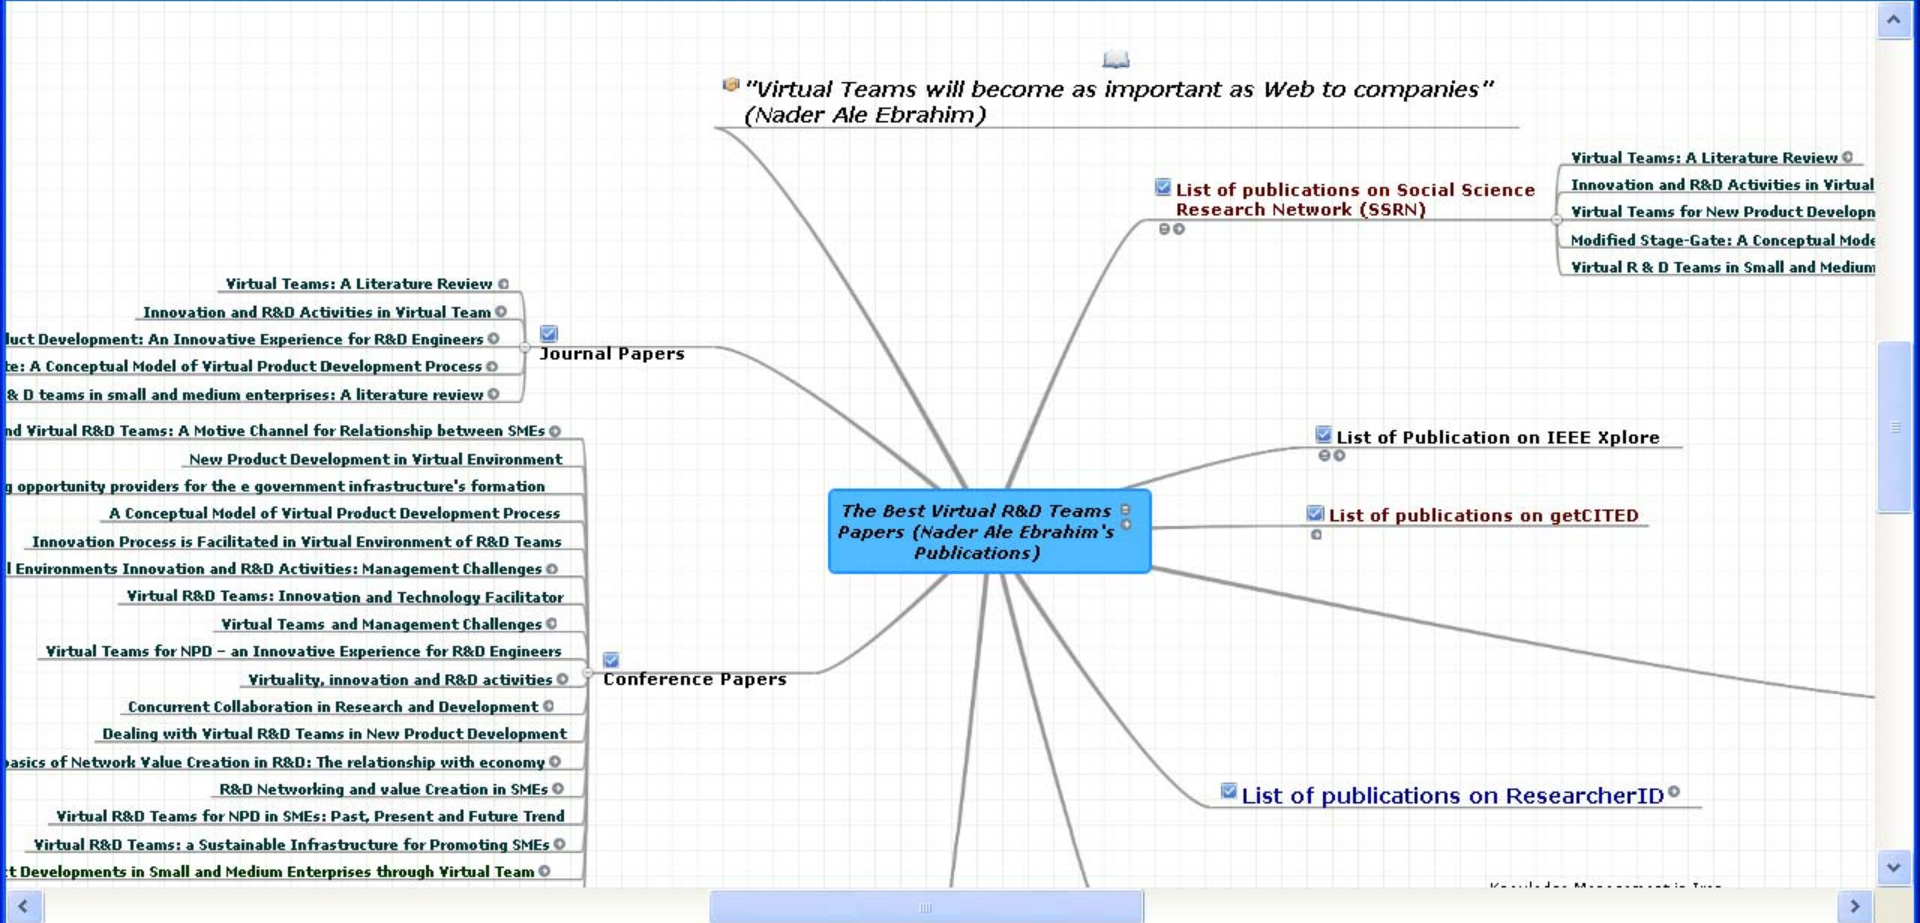 "Virtual Teams will become as important as Web to companies"
(Nader Ale Ebrahim)
List of publications on Social Science
Research Network (SSRN)
Virtual Teams: A Literature Review
Innovation and R&D Activities in Virtual
Virtual Teams for New Product Developn
Modified Stage-Gate: A Conceptual Mode
Virtual R & D Teams in Small and Medium
Virtual Teams: A Literature Review
Innovation and R&D Activities in Virtual Team
duct Development: An Innovative Experience for R&D Engineers
te: A Conceptual Model of Virtual Product Development Process
& D teams in small and medium enterprises: A literature review
Journal Papers
nd Virtual R&D Teams: A Motive Channel for Relationship between SMEs
New Product Development in Virtual Environment
g opportunity providers for the e government infrastructure's formation
A Conceptual Model of Virtual Product Development Process
Innovation Process is Facilitated in Virtual Environment of R&D Teams
l Environments Innovation and R&D Activities: Management Challenges
Virtual R&D Teams: Innovation and Technology Facilitator
Virtual Teams and Management Challenges
Virtual Teams for NPD – an Innovative Experience for R&D Engineers
Virtuality, innovation and R&D activities
Concurrent Collaboration in Research and Development
Dealing with Virtual R&D Teams in New Product Development
basics of Network Value Creation in R&D: The relationship with economy
R&D Networking and value Creation in SMEs
Virtual R&D Teams for NPD in SMEs: Past, Present and Future Trend
Virtual R&D Teams: a Sustainable Infrastructure for Promoting SMEs
t Developments in Small and Medium Enterprises through Virtual Team
Conference Papers
The Best Virtual R&D Teams
Papers (Nader Ale Ebrahim's
Publications)
List of Publication on IEEE Xplore
List of publications on getCITED
List of publications on ResearcherID
Knowledge Management in Iran